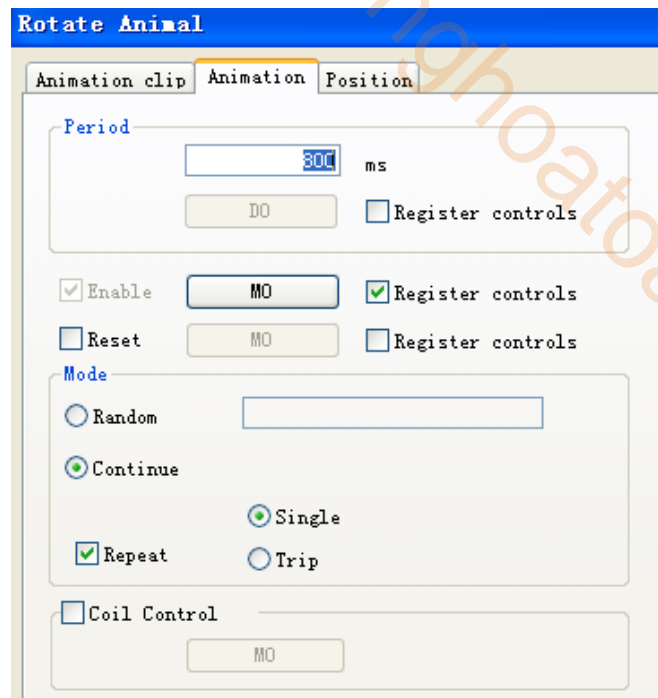 Rotate Animal
Animation clip Animation Position
Period
800 ms
D0 Register controls
Enable M0 Register controls
Reset M0 Register controls
Mode
Random
Continue
Single
Repeat Trip
Coil Control
M0